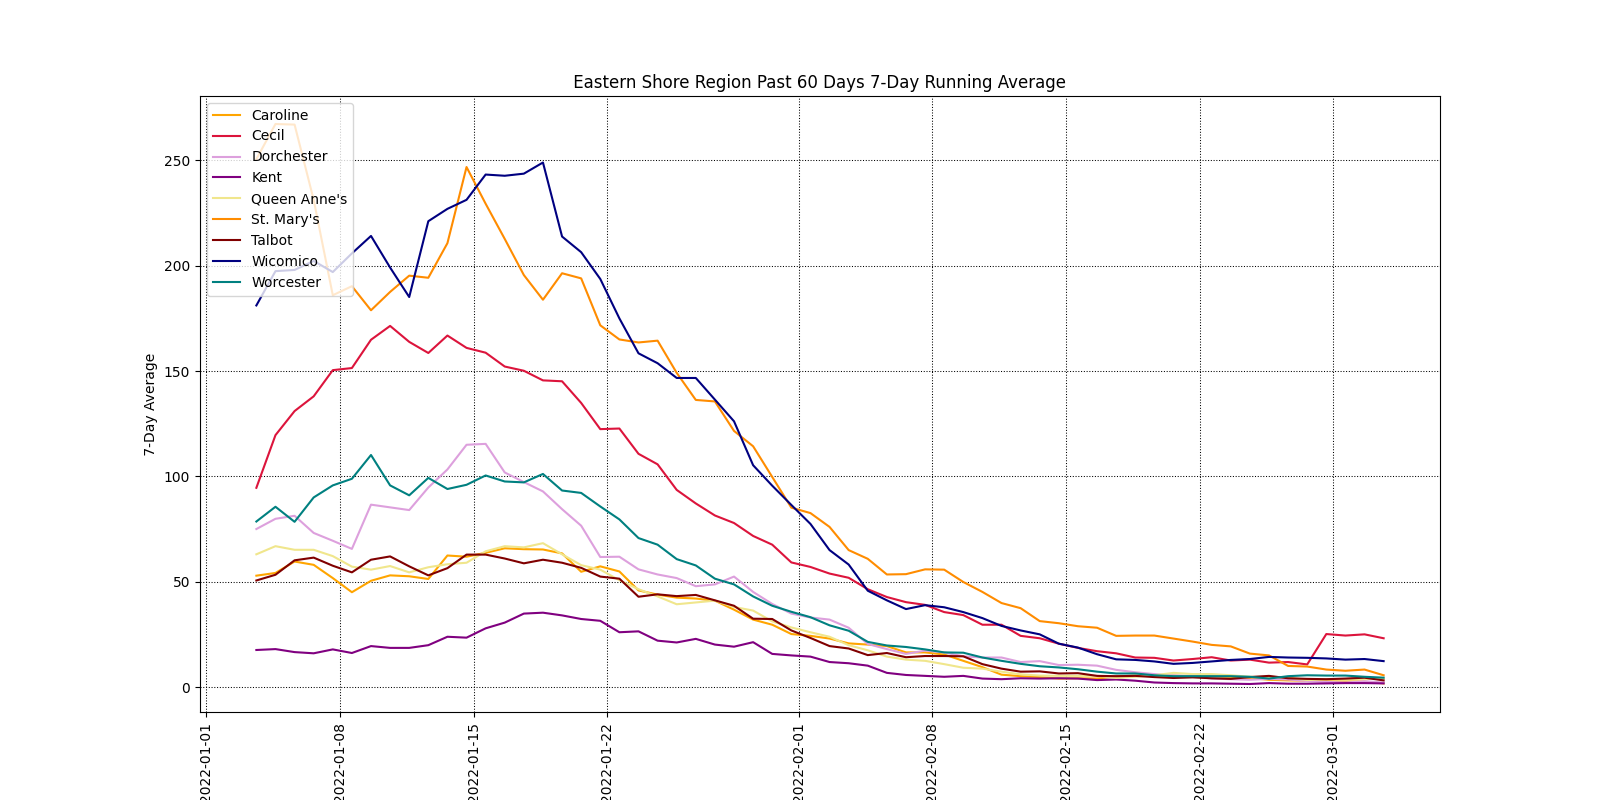 Eastern Shore Region Past 60 Days 7-Day Running Average
Caroline
Cecil
Dorchester
Kent
Queen Anne's
St. Mary's
Talbot
Wicomico
Worcester
250
200
150
100
50
0
7-Day Average
2022-01-01
2022-01-08
2022-01-15
2022-01-22
2022-02-01
2022-02-08
2022-02-15
2022-02-22
2022-03-01